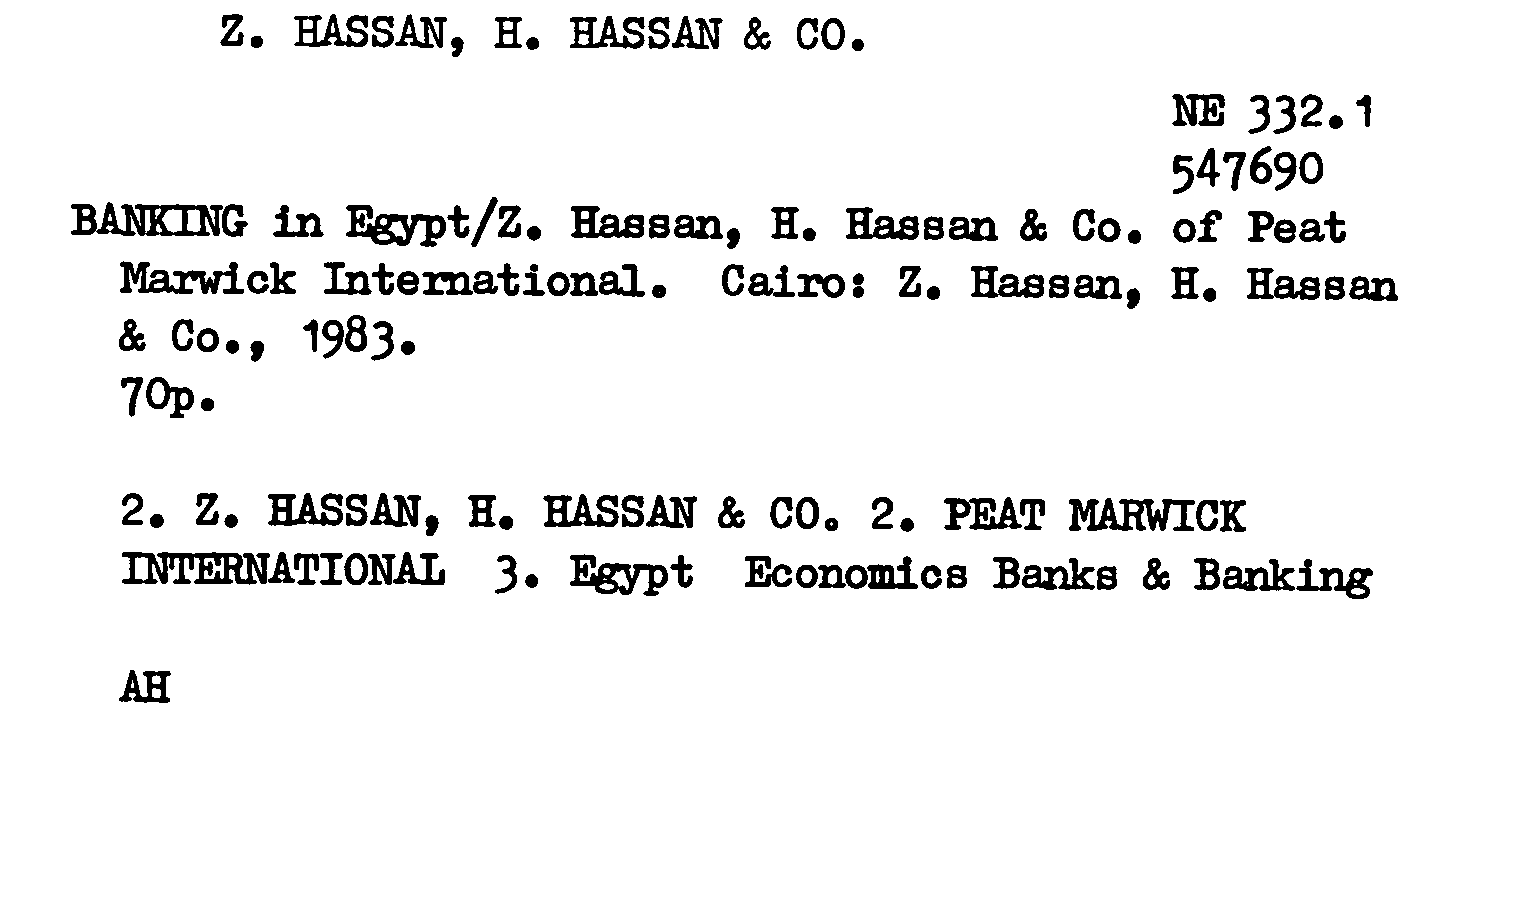 Z. HASSAN, H. HASSAN & CO.
NE 332.1
547690
BANKING in Egypt/Z. Hassan, H. Hassan & Co. of Peat
Marwick International. Cairo: Z. Hassan, H. Hassan
& Co., 1983.
70p.
2. Z. HASSAN, H. HASSAN & CO. 2. PEAT MARWICK
INTERNATIONAL 3. Egypt Economics Banks & Banking
AH